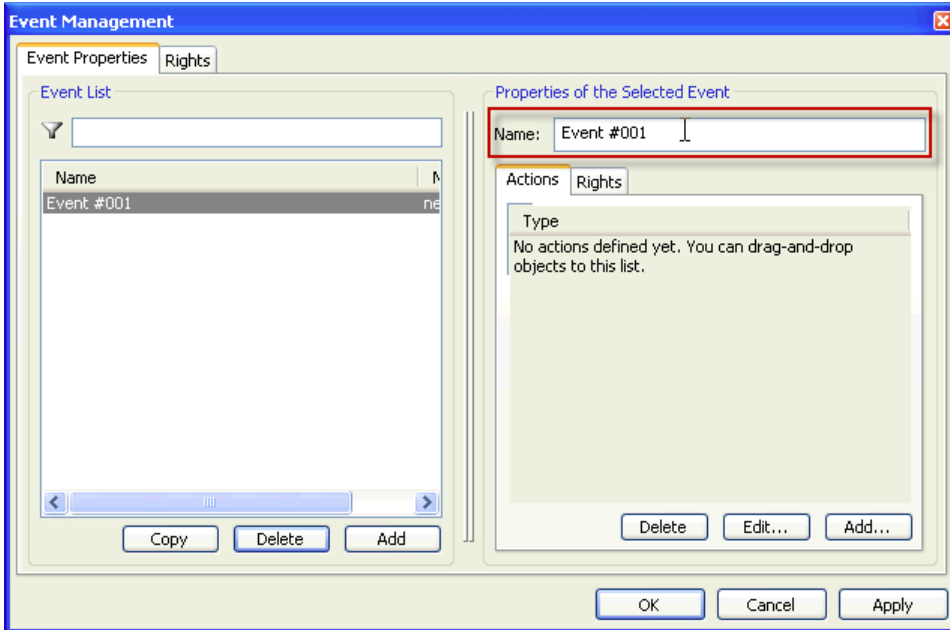 Event Management
Event Properties
Rights
Event List
Name
Event #001
ne
Copy
Delete
Add
Properties of the Selected Event
Name:
Event #001
Actions
Rights
Type
No actions defined yet. You can drag-and-drop
objects to this list.
Delete
Edit...
Add...
OK
Cancel
Apply